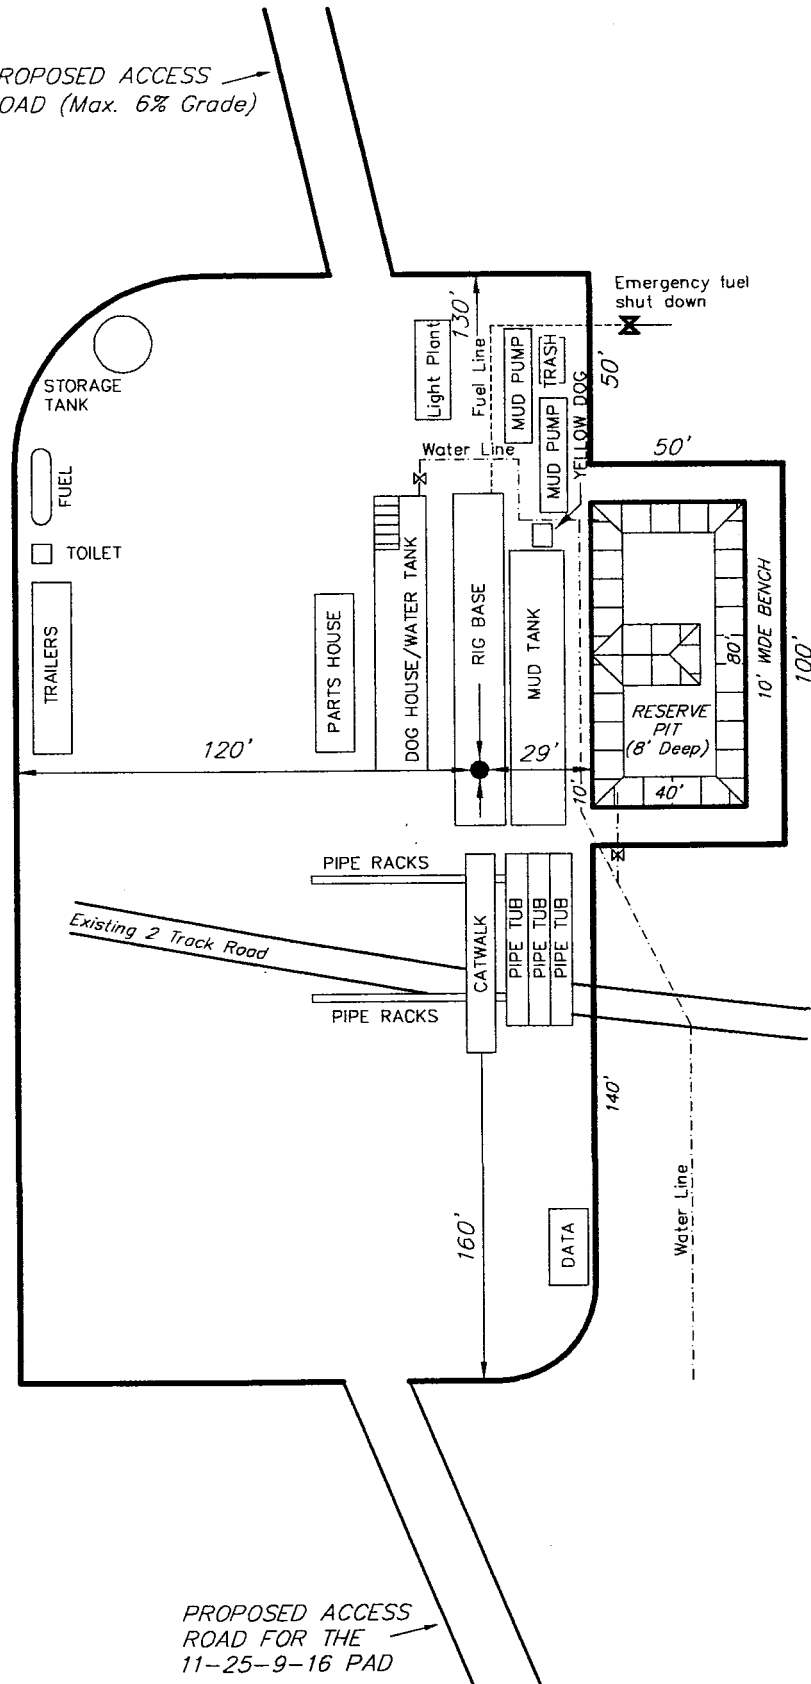 ROPOSED ACCESS
OAD (Max. 6% Grade)
Emergency fuel
shut down
130'
Fuel Line
Light Plant
MUD PUMP
TRASH
50'
MUD PUMP
YELLOW DOG
STORAGE
TANK
Water Line
50'
FUEL
TOILET
TRAILERS
PARTS HOUSE
DOG HOUSE/WATER TANK
RIG BASE
MUD TANK
80'
10' WIDE BENCH
100'
RESERVE
PIT
(8' Deep)
120'
29'
10'
40'
PIPE RACKS
CATWALK
PIPE TUB
PIPE TUB
PIPE TUB
Existing 2 Track Road
PIPE RACKS
140'
Water Line
160'
DATA
PROPOSED ACCESS
ROAD FOR THE
11-25-9-16 PAD